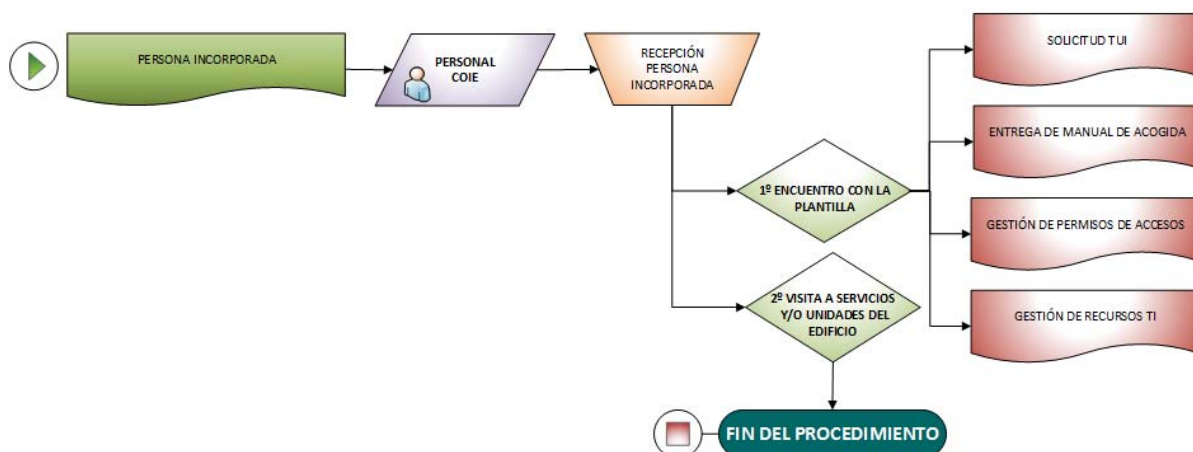 PERSONA INCORPORADA
PERSONAL
COIE
RECEPCIÓN
PERSONA
INCORPORADA
SOLICITUD TUI
ENTREGA DE MANUAL DE ACOGIDA
1º ENCUENTRO CON LA
PLANTILLA
GESTIÓN DE PERMISOS DE ACCESOS
2º VISITA A SERVICIOS
Y/O UNIDADES DEL
EDIFICIO
GESTIÓN DE RECURSOS TI
FIN DEL PROCEDIMIENTO